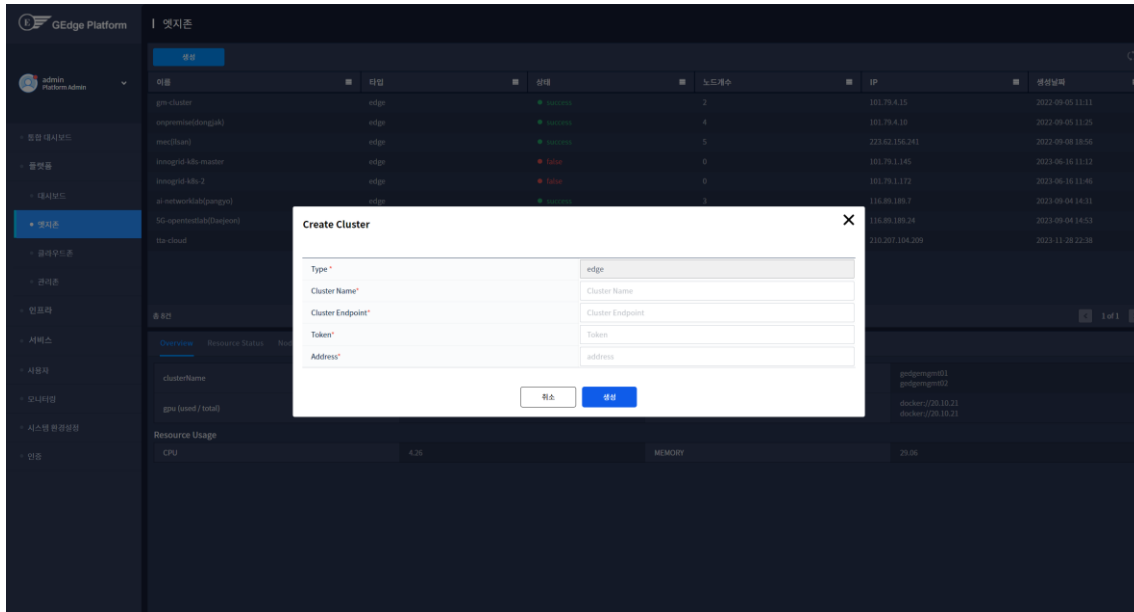 GEdge Platform
엣지존
admin
Platform Admin
통합 대시보드
플랫폼
대시보드
엣지존
클라우드존
관리존
인프라
서비스
사용자
모니터링
시스템 환경설정
인증
생성
이름 타입 상태 노드개수 IP 생성날짜
gm-cluster edge success 2 101.79.4.15 2022-09-05 11:11
onpremise(dongjak) edge success 4 101.79.4.10 2022-09-05 11:25
mec(ilsan) edge success 5 223.62.156.241 2022-09-08 18:56
innogrid-k8s-master edge false 0 101.79.1.145 2023-06-16 11:12
innogrid-k8s-2 edge false 0 101.79.1.172 2023-06-16 11:46
ai-networklab(pangyo) edge success 3 116.89.189.7 2023-09-04 14:31
5G-opentestlab(Daejeon) 116.89.189.24 2023-09-04 14:53
tta-cloud 210.207.104.209 2023-11-28 22:38
총 8건
1 of 1
Create Cluster
Type * edge
Cluster Name* Cluster Name
Cluster Endpoint* Cluster Endpoint
Token* Token
Address* address
취소 생성
Overview Resource Status
clusterName
gedgemgmt01
gedgemgmt02
gpu (used / total)
docker://20.10.21
docker://20.10.21
Resource Usage
CPU 4.26 MEMORY 29.06